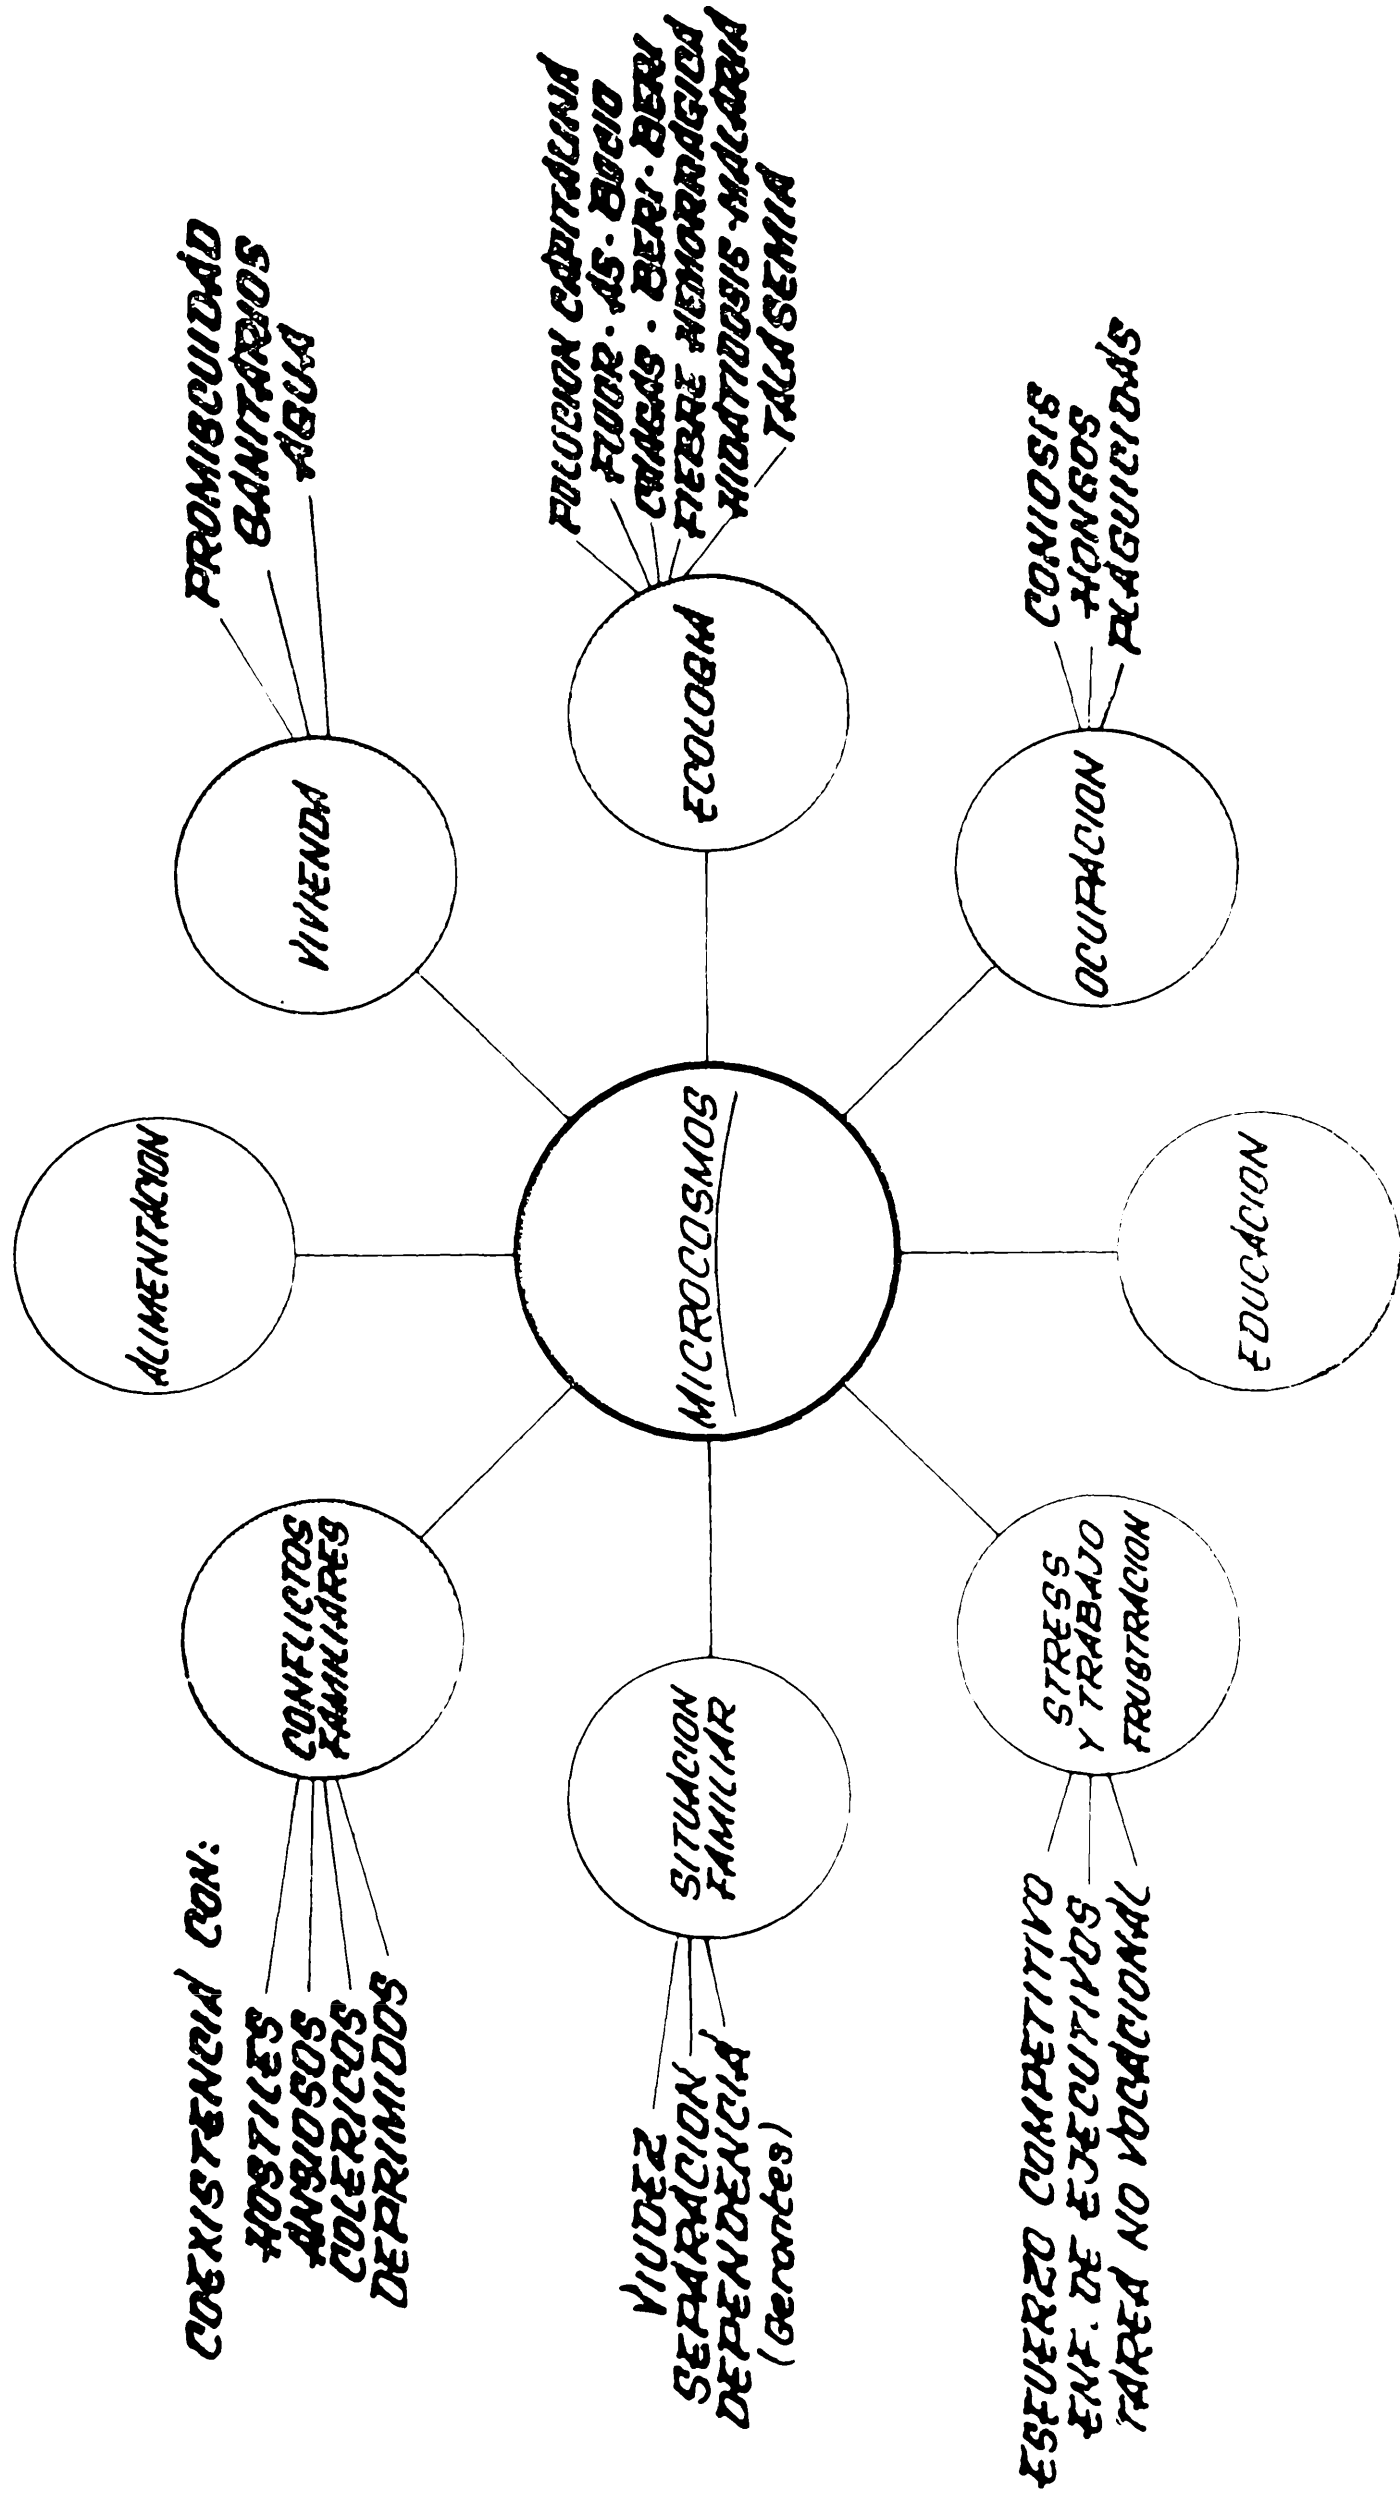 ALIMENTACION
COEXISTENCIA CON:
HOSTILES
ANSIOSOS
COLERICOS
DEPRIMIDOS
CONFLICTOS
FAMILIARES
VIVIENDA
PROMISCUIDAD
SANITARIOS
AGUA
VIUDEZ
SEPARACION
DEPENDENCIA
(Gerontes)
SITUACION
FAMILIAR
MICROCOSMOS
ECOLOGIA
POLUCION CAPITALINA
FLUOR: AS: BOCIO
CARENC.: BERI: BERI
FIEBRE HEMORRAGICA
HIDATIDOSIS - MALARIA
TALASEMIA
ESFUERZO COMPETITIVO
ENF. DE EJECUTIVOS
TAREA NO VOCACIONAL
STRESS
Y TRABAJO
FRUSTRACION
OCUPACION
CONIOSIS
HONGOS
PLAGUICIDAS
EDUCACION